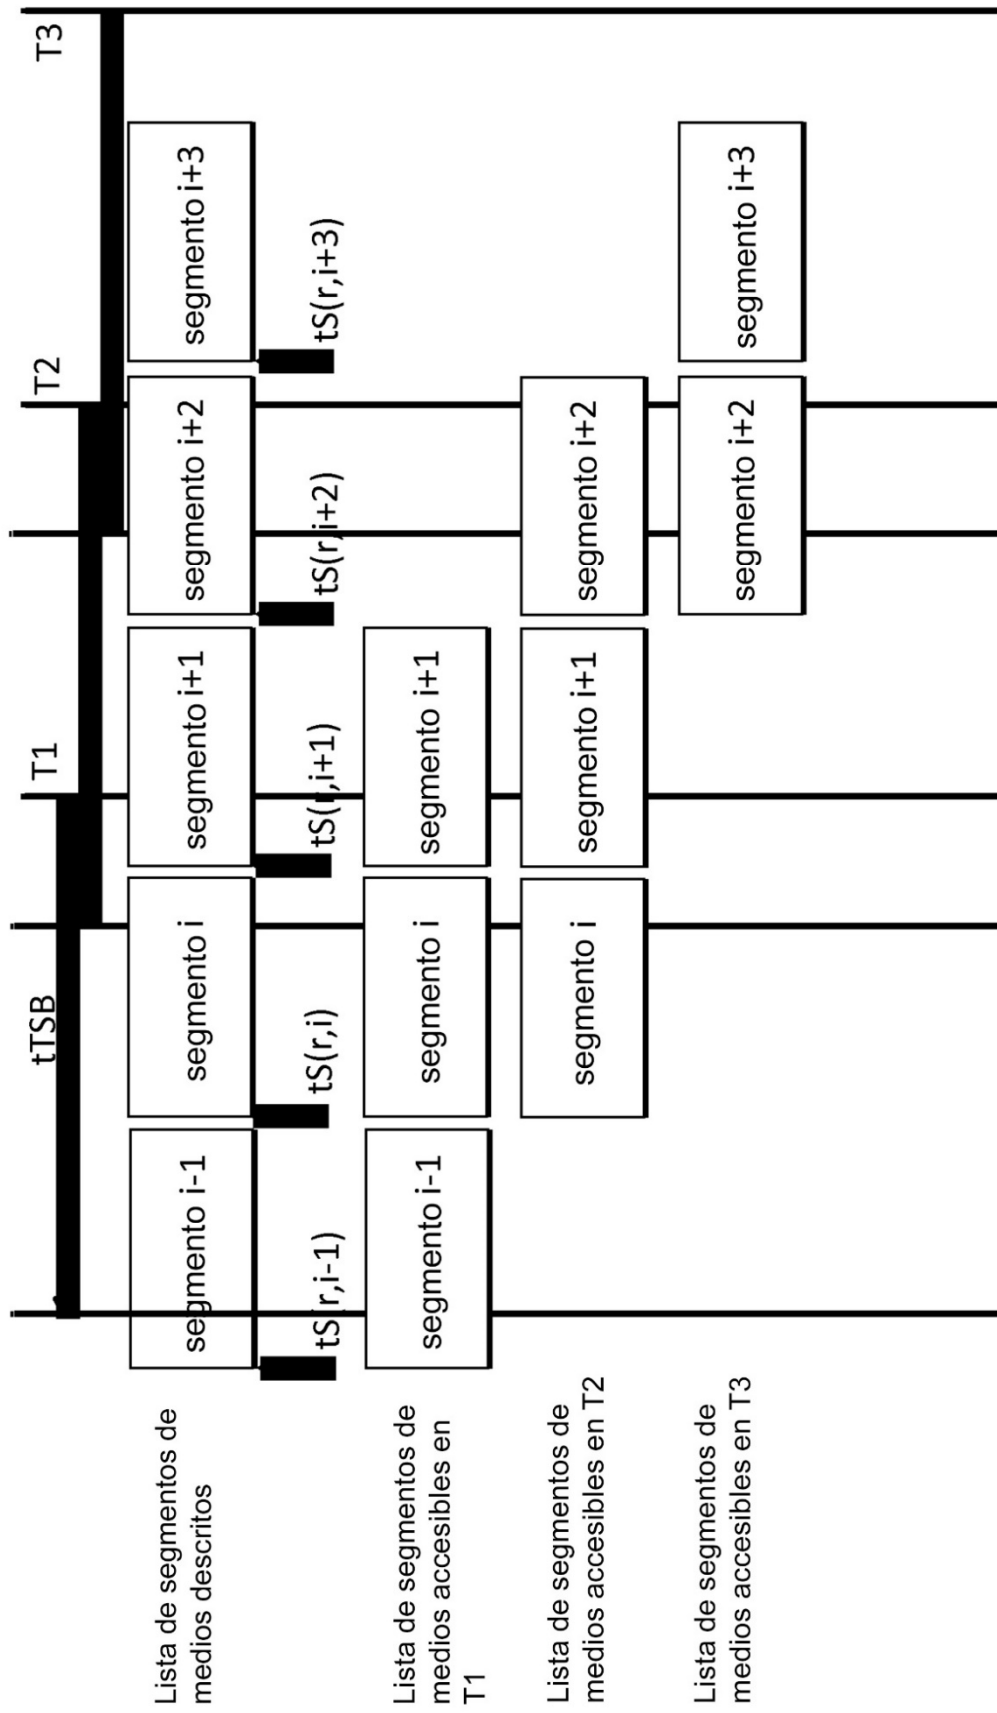 tTSB
T1
T2
T3
Lista de segmentos de
medios descritos
segmento i-1
segmento i
segmento i+1
segmento i+2
segmento i+3
tS(r,i-1)
tS(r,i)
tS(r,i+1)
tS(r,i+2)
tS(r,i+3)
Lista de segmentos de
medios accesibles en
T1
segmento i-1
segmento i
segmento i+1
Lista de segmentos de
medios accesibles en T2
segmento i
segmento i+1
segmento i+2
Lista de segmentos de
medios accesibles en T3
segmento i+2
segmento i+3